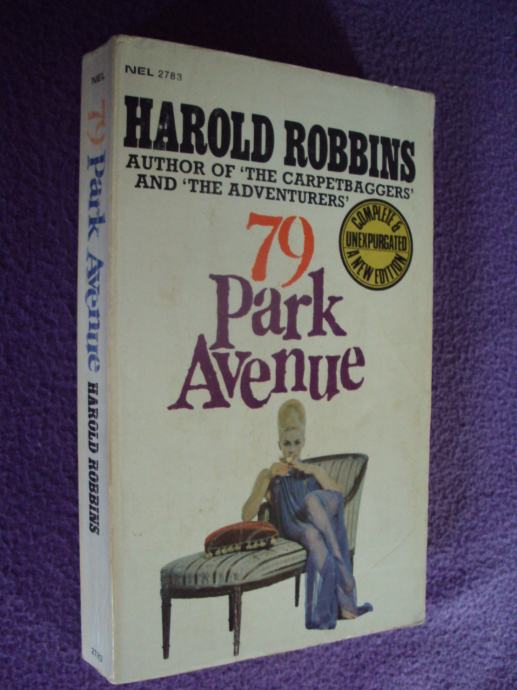 NEL 2783
HAROLD ROBBINS
AUTHOR OF 'THE CARPETBAGGERS'
AND 'THE ADVENTURERS'
COMPLETE &
UNEXPURGATED
A NEW EDITION
79
Park
Avenue
NEL
79 Park Avenue
HAROLD ROBBINS
2783